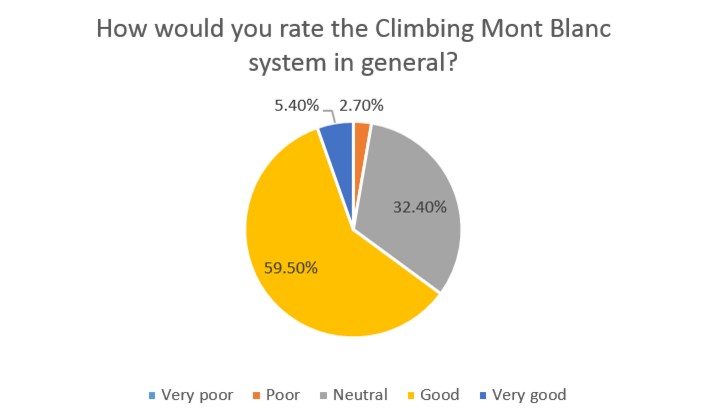 How would you rate the Climbing Mont Blanc
system in general?
5.40% 2.70%
32.40%
59.50%
Very poor Poor Neutral Good Very good